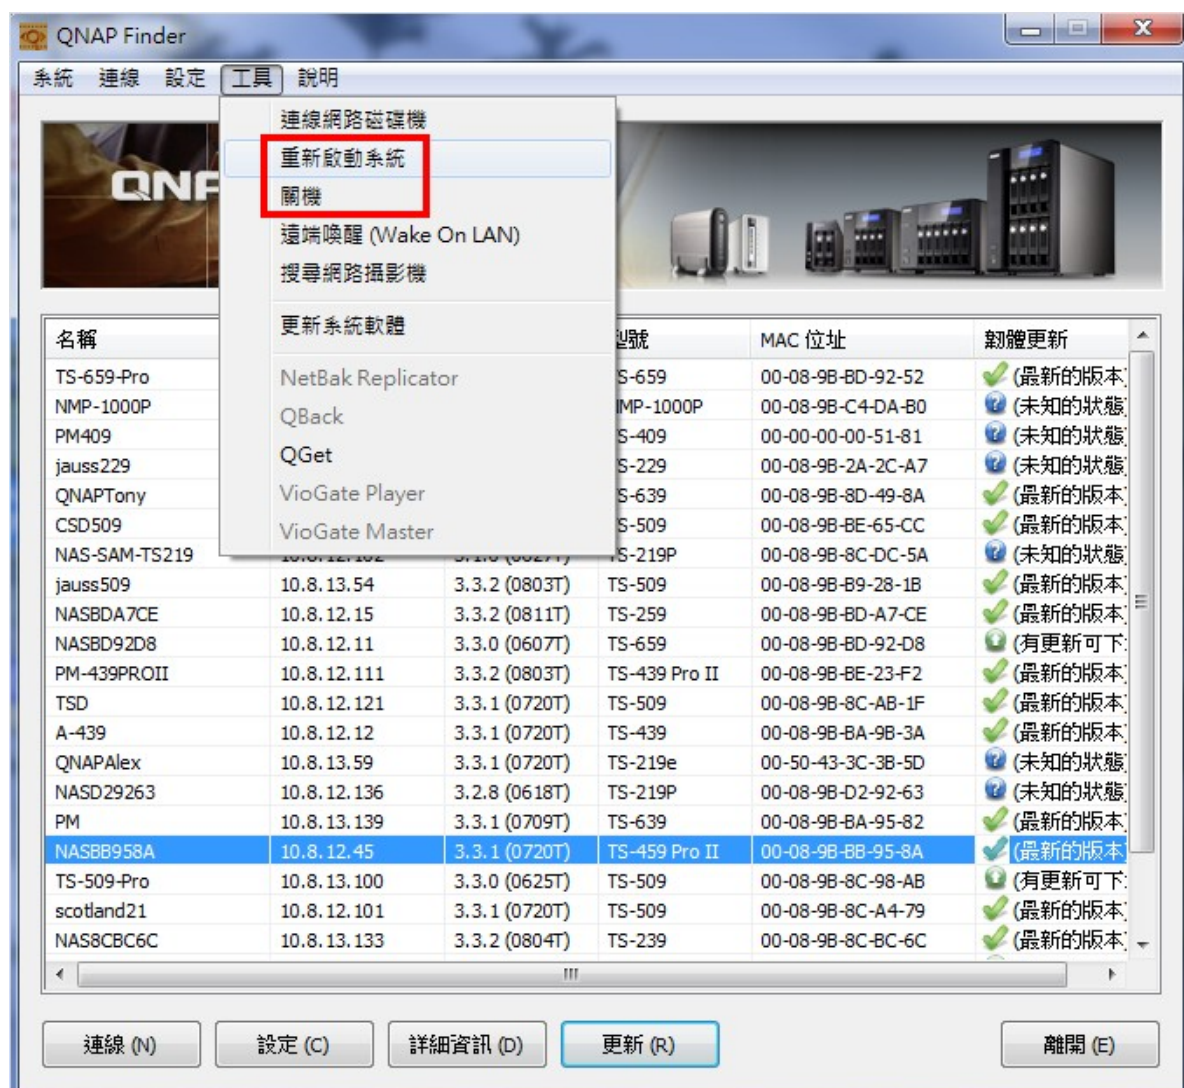 QNAP Finder
系統 連線 設定 工具 說明
連線網路磁碟機
重新啟動系統
關機
遠端喚醒 (Wake On LAN)
搜尋網路攝影機
更新系統軟體
NetBak Replicator
QBack
QGet
VioGate Player
VioGate Master
名稱 型號 MAC 位址 韌體更新
TS-659-Pro S-659 00-08-9B-BD-92-52 (最新的版本
NMP-1000P MP-1000P 00-08-9B-C4-DA-B0 (未知的狀態
PM409 S-409 00-00-00-00-51-81 (未知的狀態
jauss229 S-229 00-08-9B-2A-2C-A7 (未知的狀態
QNAPTony S-639 00-08-9B-8D-49-8A (最新的版本
CSD509 S-509 00-08-9B-BE-65-CC (最新的版本
NAS-SAM-TS219 TS-219P 00-08-9B-8C-DC-5A (未知的狀態
jauss509 10.8.13.54 3.3.2 (0803T) TS-509 00-08-9B-B9-28-1B (最新的版本
NASBDA7CE 10.8.12.15 3.3.2 (0811T) TS-259 00-08-9B-BD-A7-CE (最新的版本
NASBD92D8 10.8.12.11 3.3.0 (0607T) TS-659 00-08-9B-BD-92-D8 (有更新可下
PM-439PROII 10.8.12.111 3.3.2 (0803T) TS-439 Pro II 00-08-9B-BE-23-F2 (最新的版本
TSD 10.8.12.121 3.3.1 (0720T) TS-509 00-08-9B-8C-AB-1F (最新的版本
A-439 10.8.12.12 3.3.1 (0720T) TS-439 00-08-9B-BA-9B-3A (最新的版本
QNAPAlex 10.8.13.59 3.3.1 (0720T) TS-219e 00-50-43-3C-3B-5D (未知的狀態
NASD29263 10.8.12.136 3.2.8 (0618T) TS-219P 00-08-9B-D2-92-63 (未知的狀態
PM 10.8.13.139 3.3.1 (0709T) TS-639 00-08-9B-BA-95-82 (最新的版本
NASBB958A 10.8.12.45 3.3.1 (0720T) TS-459 Pro II 00-08-9B-BB-95-8A (最新的版本
TS-509-Pro 10.8.13.100 3.3.0 (0625T) TS-509 00-08-9B-8C-98-AB (有更新可下
scotland21 10.8.12.101 3.3.1 (0720T) TS-509 00-08-9B-8C-A4-79 (最新的版本
NAS8CBC6C 10.8.13.133 3.3.2 (0804T) TS-239 00-08-9B-8C-BC-6C (最新的版本
連線 (N) 設定 (C) 詳細資訊 (D) 更新 (R) 離開 (E)